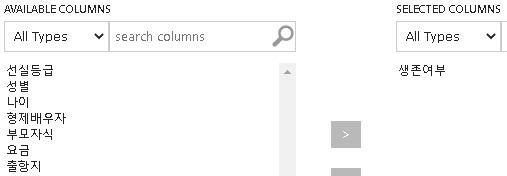 AVAILABLE COLUMNS
SELECTED COLUMNS
All Types
search columns
All Types
선실등급
성별
나이
형제배우자
부모자식
요금
출항지
생존여부
>